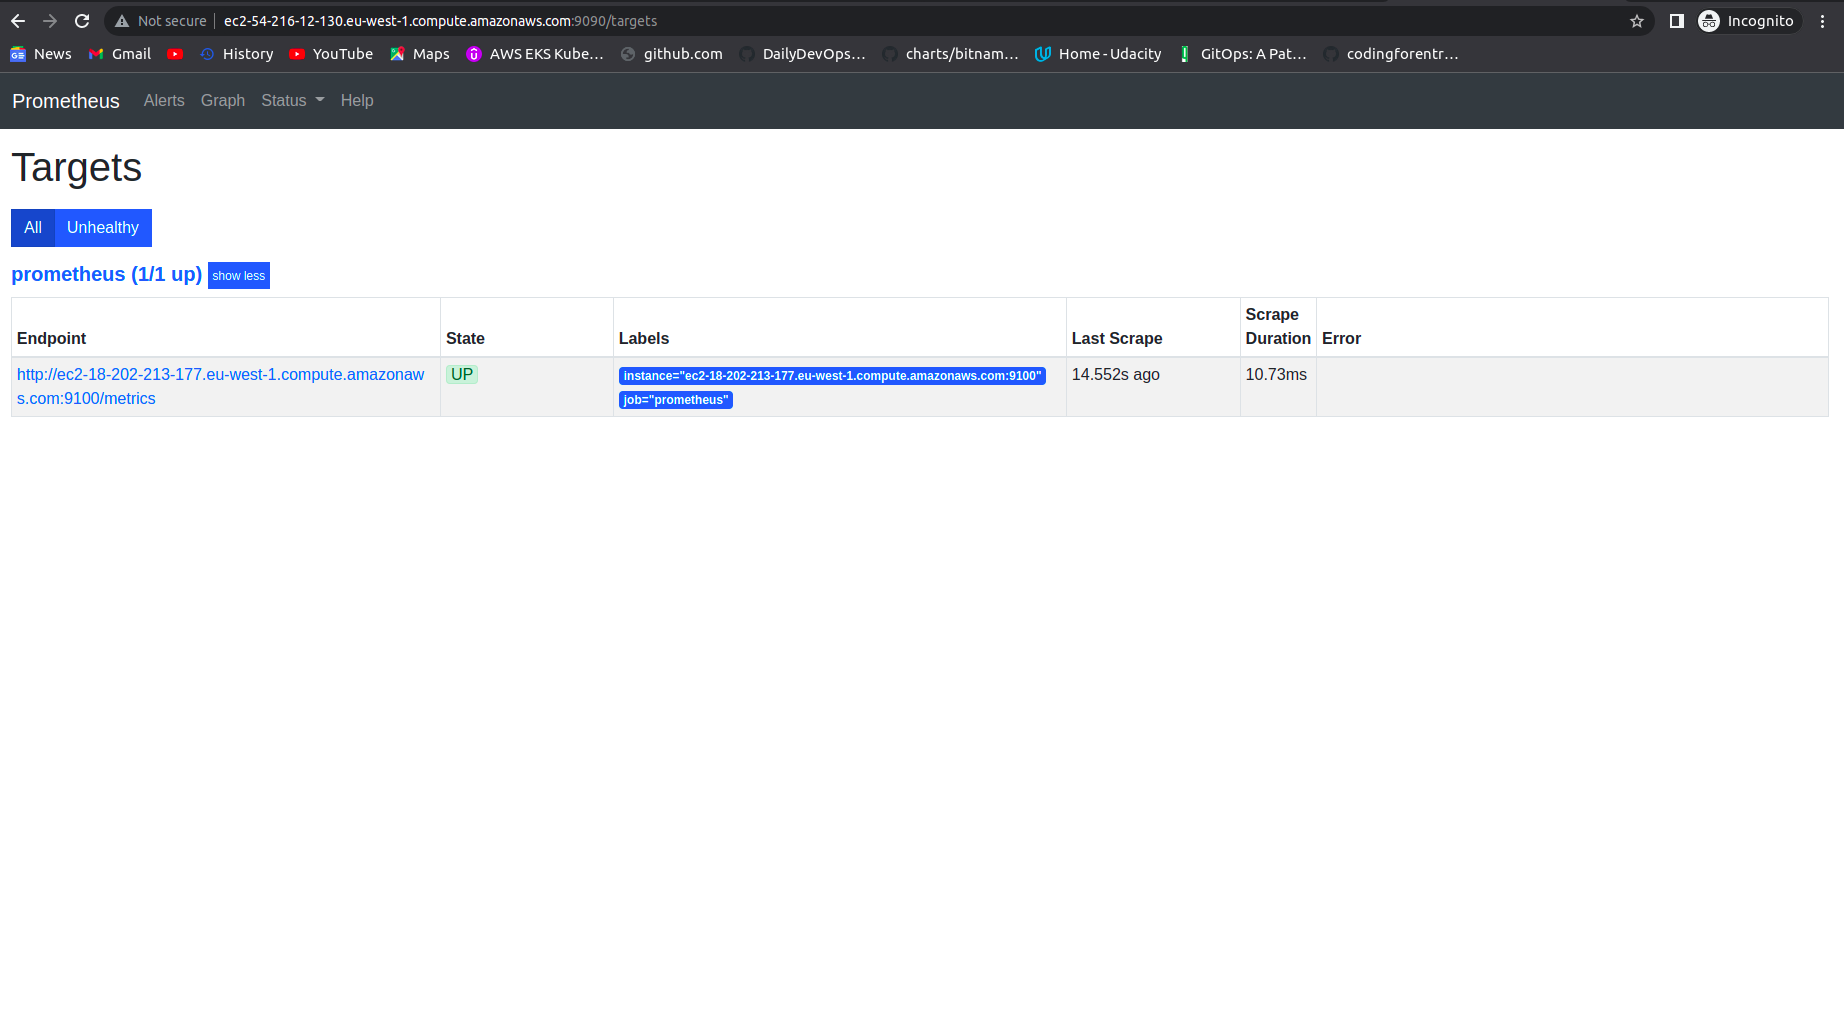 Not secure ec2-54-216-12-130.eu-west-1.compute.amazonaws.com:9090/targets Incognito
News Gmail History YouTube Maps AWS EKS Kube... github.com DailyDevOps... charts/bitnam... Home - Udacity GitOps: A Pat... codingforentr...
Prometheus Alerts Graph Status Help
Targets
All Unhealthy
prometheus (1/1 up) show less
Endpoint State Labels Last Scrape Scrape Duration Error
http://ec2-18-202-213-177.eu-west-1.compute.amazonaw UP instance="ec2-18-202-213-177.eu-west-1.compute.amazonaws.com:9100" 14.552s ago 10.73ms
s.com:9100/metrics job="prometheus"